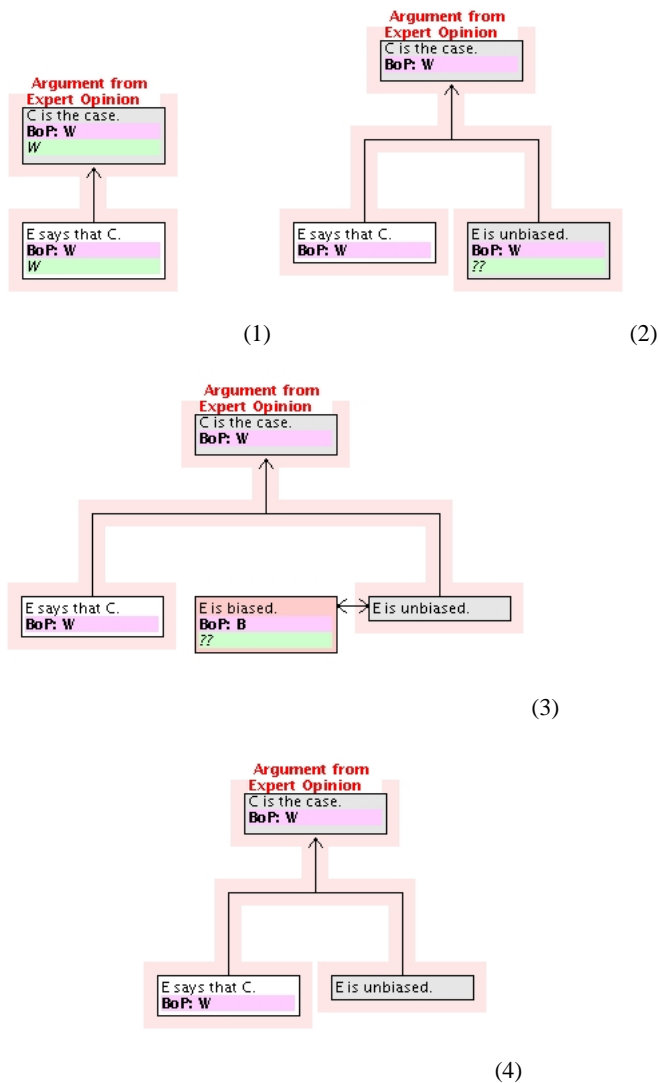 Argument from
Expert Opinion
C is the case.
BoP: W
W
E says that C.
BoP: W
W
(1)
Argument from
Expert Opinion
C is the case.
BoP: W
E says that C.
BoP: W
E is unbiased.
BoP: W
??
(2)
Argument from
Expert Opinion
C is the case.
BoP: W
E says that C.
BoP: W
E is biased.
BoP: B
??
E is unbiased.
(3)
Argument from
Expert Opinion
C is the case.
BoP: W
E says that C.
BoP: W
E is unbiased.
(4)